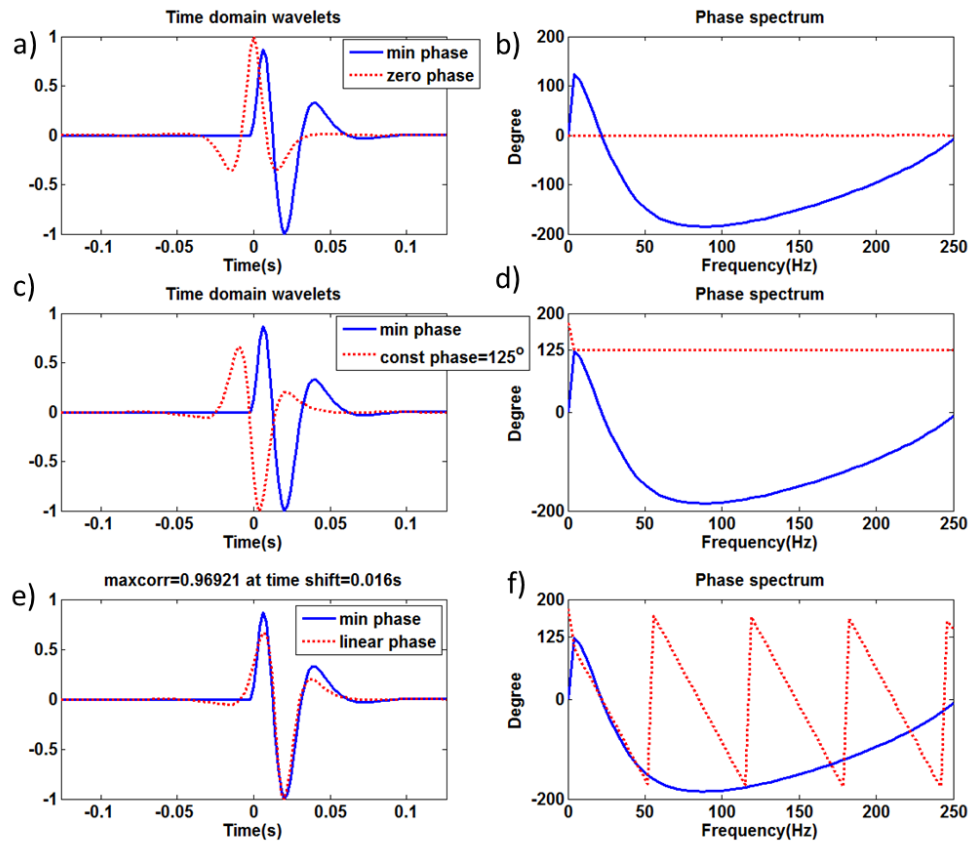 a)
Time domain wavelets
1
0.5
0
-0.5
-1
-0.1
-0.05
0
0.05
0.1
Time(s)
min phase
zero phase
b)
Phase spectrum
200
100
0
-100
-200
Degree
0
50
100
150
200
250
Frequency(Hz)
c)
Time domain wavelets
1
0.5
0
-0.5
-1
-0.1
-0.05
0
0.05
0.1
Time(s)
min phase
const phase=125°
d)
Phase spectrum
200
125
0
-200
Degree
0
50
100
150
200
250
Frequency(Hz)
e)
maxcorr=0.96921 at time shift=0.016s
1
0.5
0
-0.5
-1
-0.1
-0.05
0
0.05
0.1
Time(s)
min phase
linear phase
f)
Phase spectrum
200
125
0
-200
Degree
0
50
100
150
200
250
Frequency(Hz)